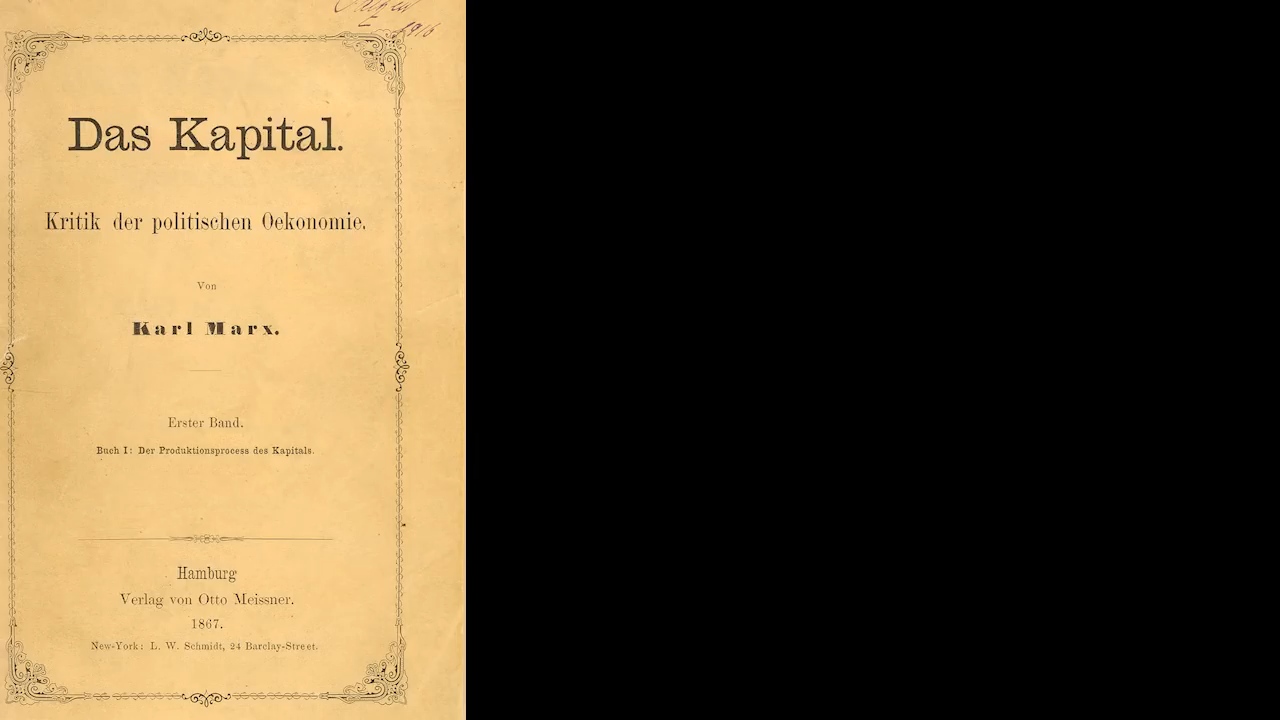 1916
Das Kapital.
Kritik der politischen Oekonomie.
Von
Karl Marx.
Erster Band.
Buch I: Der Produktionsprocess des Kapitals.
Hamburg
Verlag von Otto Meissner.
1867.
New-York: L. W. Schmidt, 24 Barclay-Street.